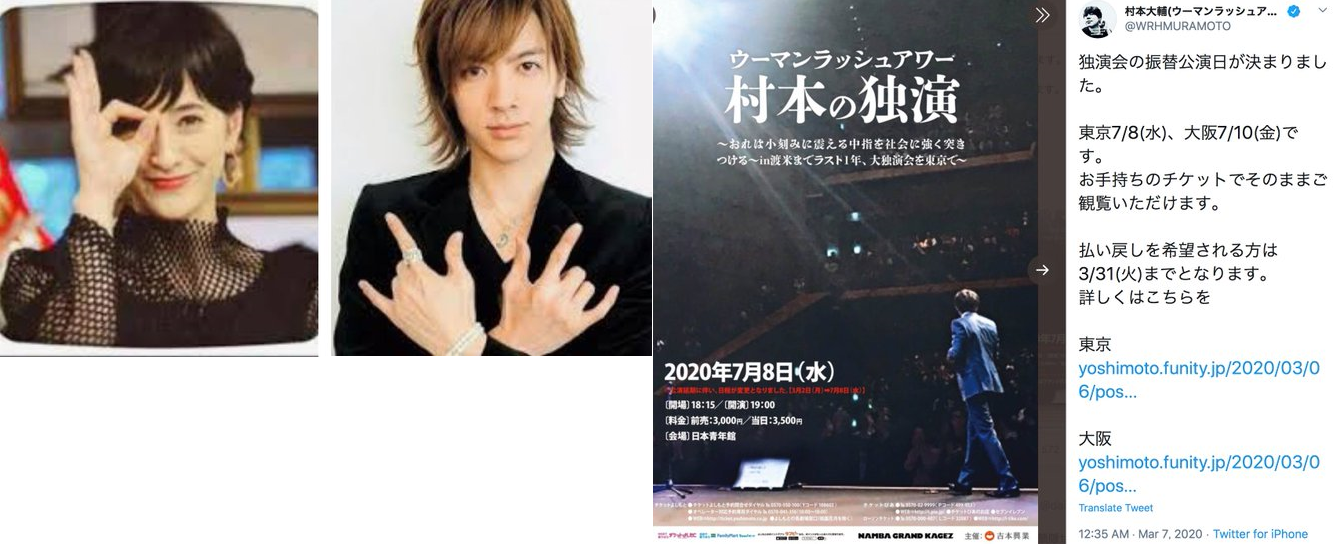 ウーマンラッシュアワー
村本の独演
〜おれは小刻みに震える中指を社会に強く突き
つける〜in渡米までラスト1年、大独演会を東京で〜
2020年7月8日(水)
[開場]18:15/[開演]19:00
[料金]前売:3,000円/当日:3,500円
[会場]日本青年館
NAMBA GRAND KAGEZ
主催:吉本興業
村本大輔(ウーマンラッシュア...
@WRHMURAMOTO
独演会の振替公演日が決まりまし
た。
東京7/8(水)、大阪7/10(金)で
す。
お手持ちのチケットでそのままご
観覧いただけます。
払い戻しを希望される方は
3/31(火)までとなります。
詳しくはこちらを
東京
yoshimoto.funity.jp/2020/03/0
6/pos...
大阪
yoshimoto.funity.jp/2020/03/0
6/pos...
Translate Tweet
12:35 AM · Mar 7, 2020 · Twitter for iPhone